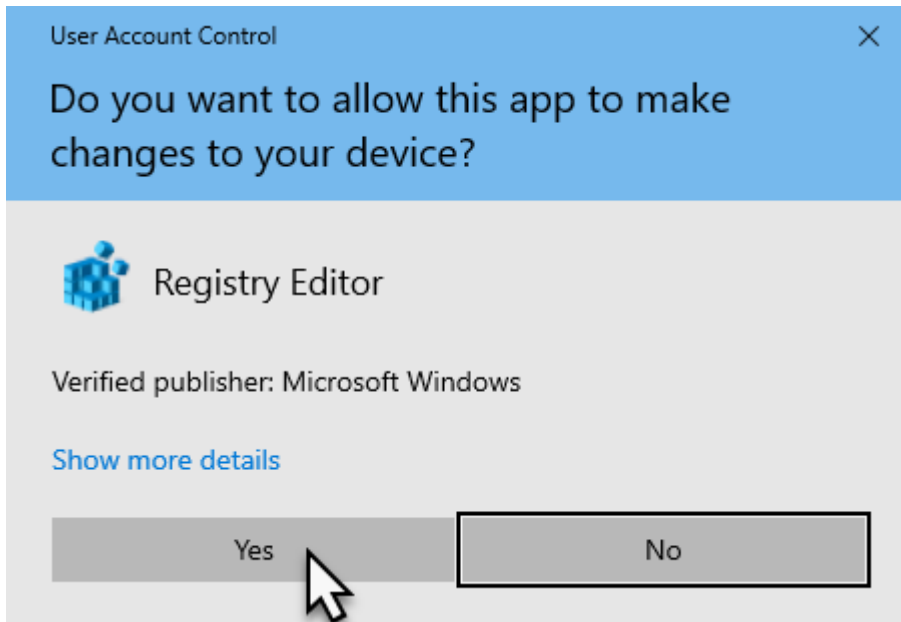 User Account Control
Do you want to allow this app to make
changes to your device?
Registry Editor
Verified publisher: Microsoft Windows
Show more details
Yes
No